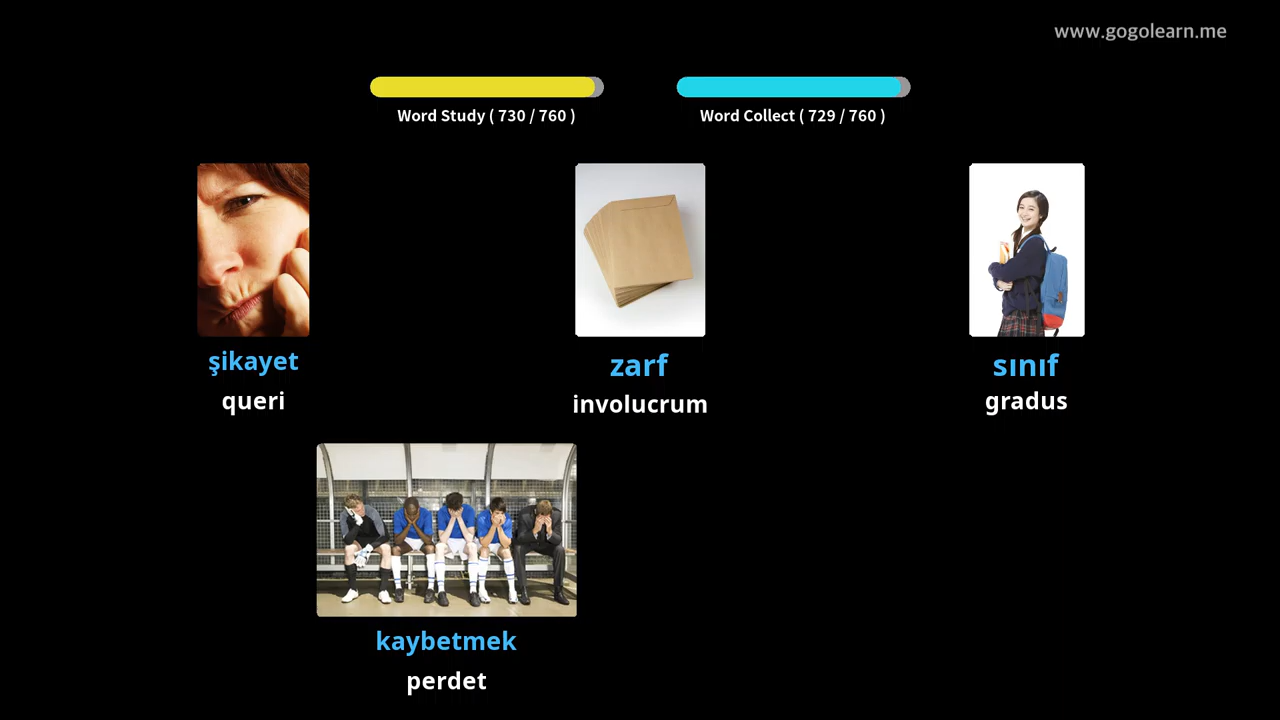 www.gogolearn.me
Word Study ( 730 / 760 )
Word Collect ( 729 / 760 )
şikayet
queri
zarf
involucrum
sınıf
gradus
kaybetmek
perdet